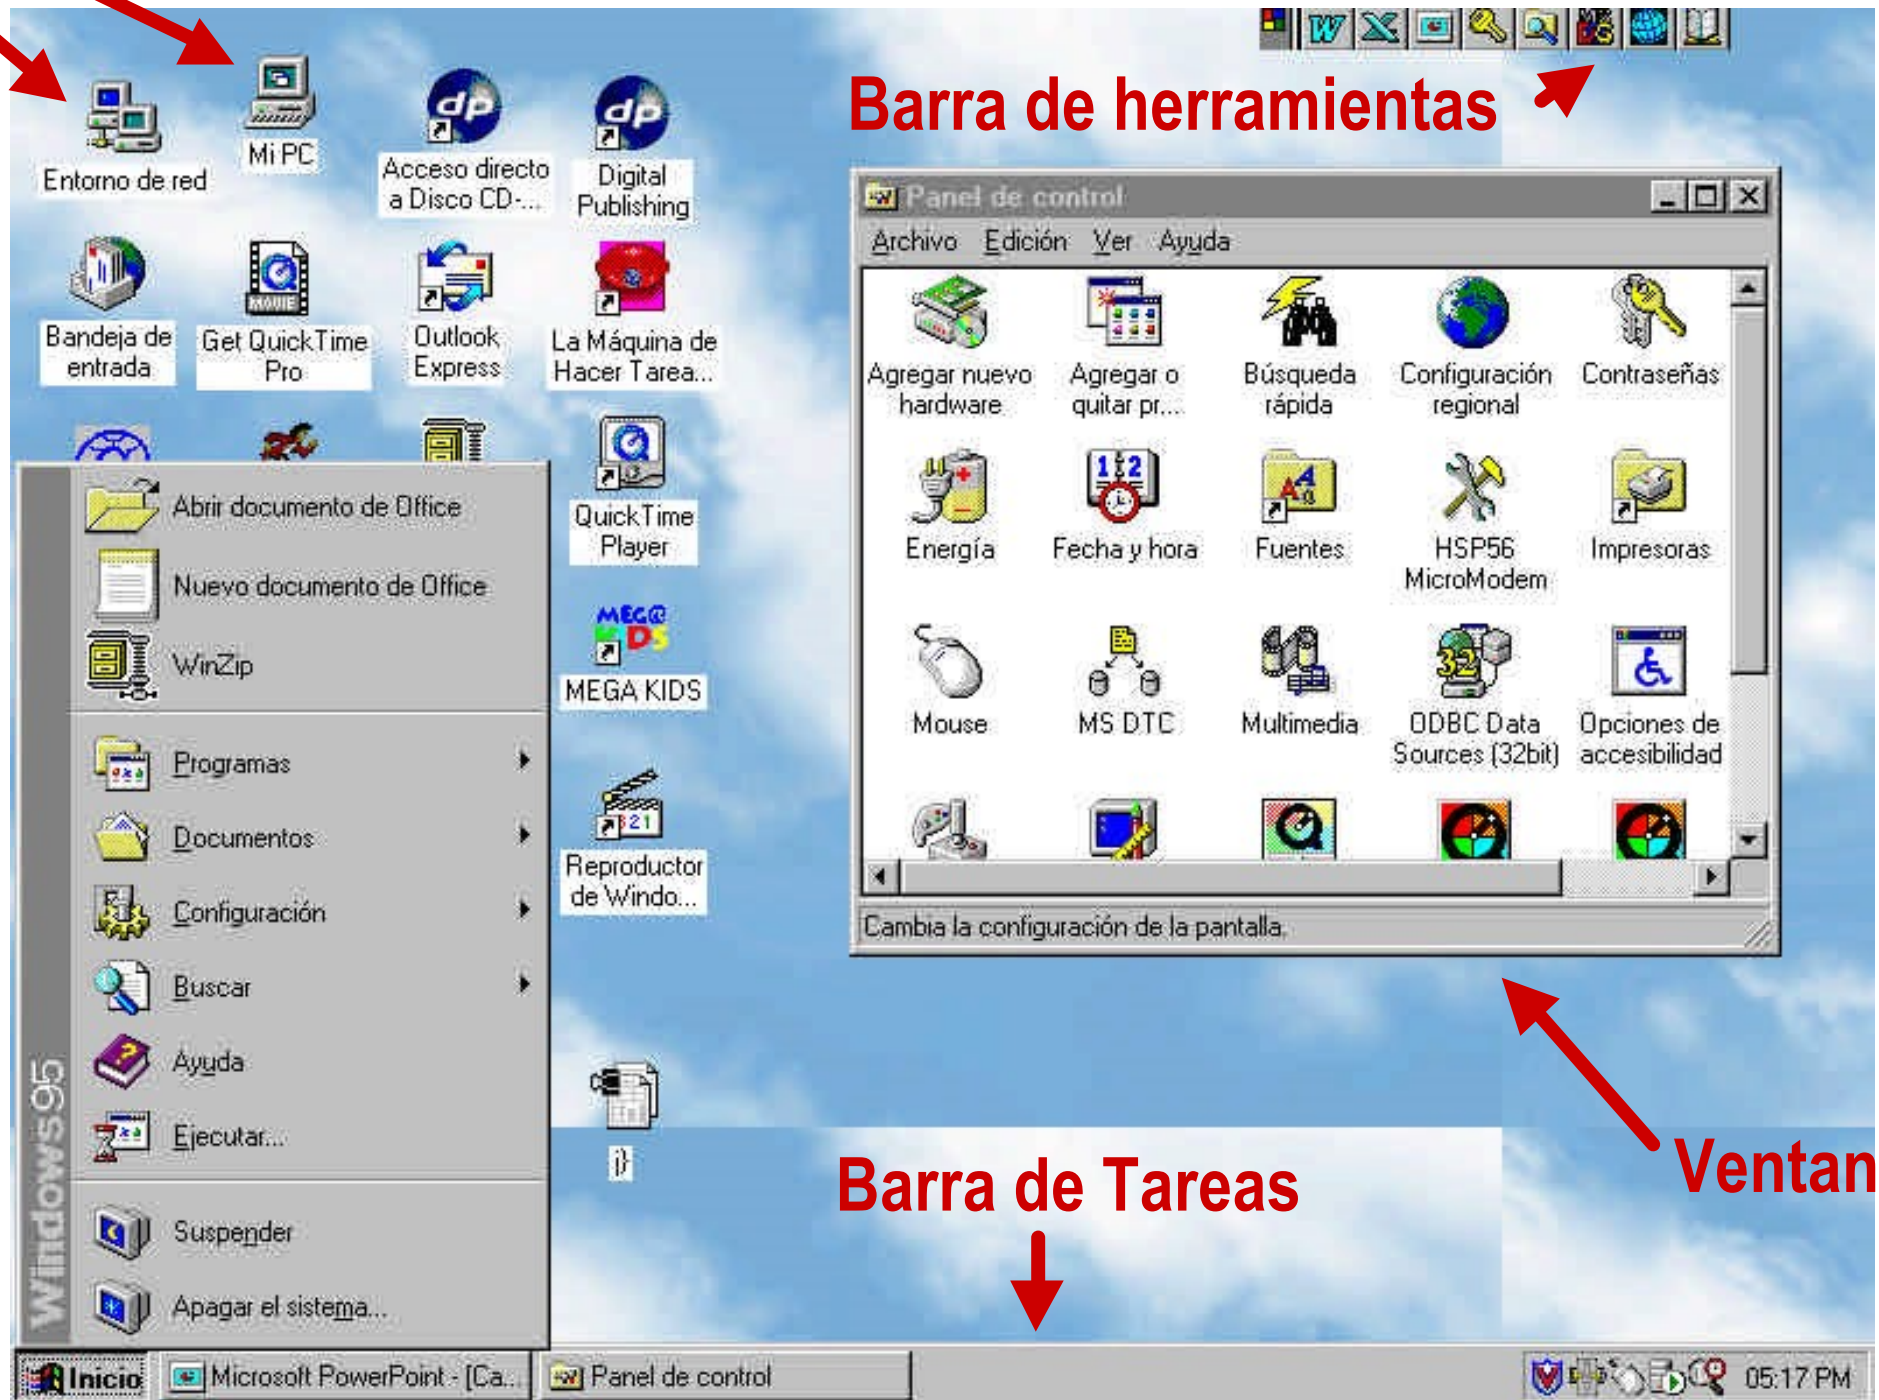 Barra de herramientas
Entorno de red
Mi PC
Acceso directo
a Disco CD-...
Digital
Publishing
Bandeja de
entrada
Get QuickTime
Pro
Outlook
Express
La Máquina de
Hacer Tarea...
QuickTime
Player
MEGA KIDS
Reproductor
de Windo...
Panel de control
Archivo Edición Ver Ayuda
Agregar nuevo
hardware
Agregar o
quitar pr...
Búsqueda
rápida
Configuración
regional
Contraseñas
Energía
Fecha y hora
Fuentes
HSP56
MicroModem
Impresoras
Mouse
MS DTC
Multimedia
ODBC Data
Sources (32bit)
Opciones de
accesibilidad
Cambia la configuración de la pantalla.
Abrir documento de Office
Nuevo documento de Office
WinZip
Programas
Documentos
Configuración
Buscar
Ayuda
Ejecutar...
Suspender
Apagar el sistema...
Windows95
Ventan
Barra de Tareas
Inicio
Microsoft PowerPoint - [Ca...
Panel de control
05:17 PM